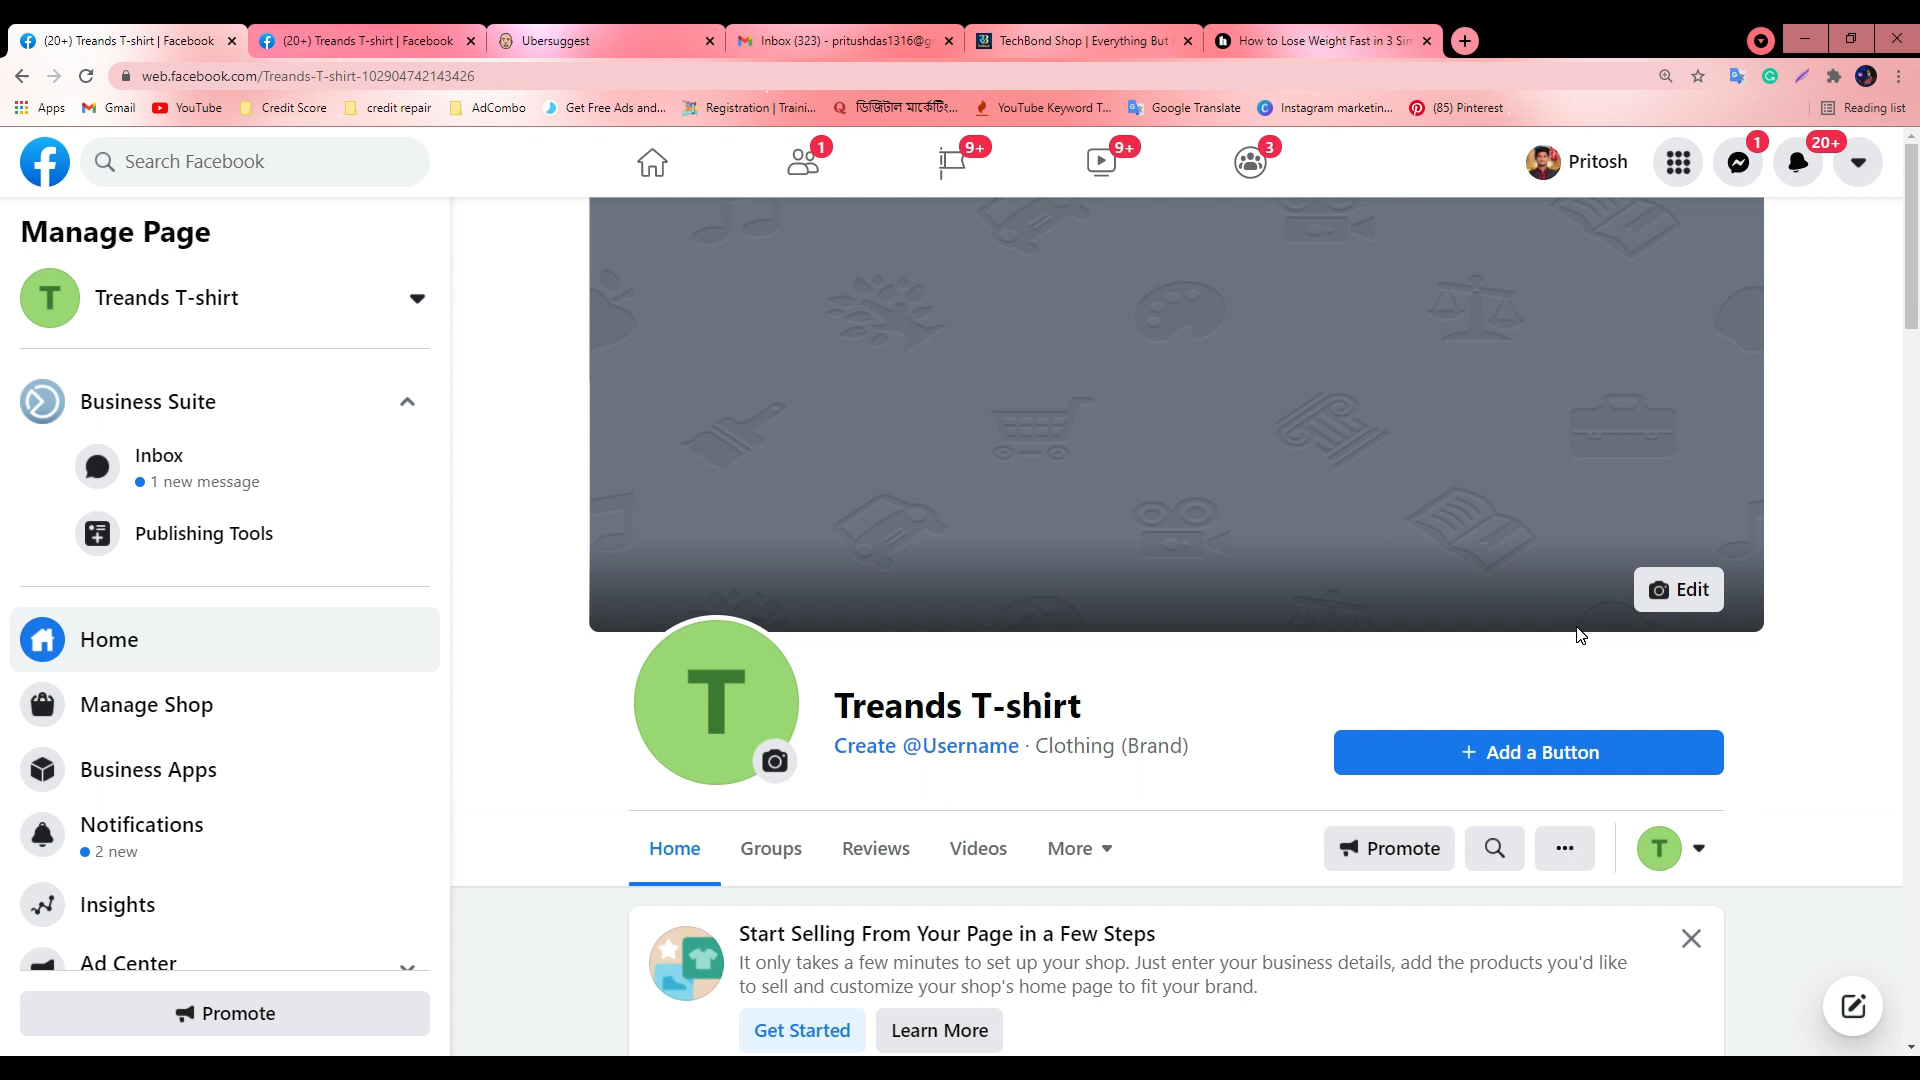 (20+) Treands T-shirt | Facebook
(20+) Treands T-shirt | Facebook
Ubersuggest
Inbox (323) - pritushdas1316@g
TechBond Shop | Everything But
How to Lose Weight Fast in 3 Sim
web.facebook.com/Treands-T-shirt-102904742143426
Apps
Gmail
YouTube
Credit Score
credit repair
AdCombo
Get Free Ads and...
Registration | Traini...
ডিজিটাল মার্কেটিং...
YouTube Keyword T...
Google Translate
Instagram marketin...
(85) Pinterest
Reading list
Search Facebook
1
9+
9+
3
Pritosh
1
20+
Manage Page
T
Treands T-shirt
Business Suite
Inbox
1 new message
Publishing Tools
Home
Manage Shop
Business Apps
Notifications
2 new
Insights
Ad Center
Promote
Edit
T
Treands T-shirt
Create @Username · Clothing (Brand)
+ Add a Button
Home
Groups
Reviews
Videos
More
Promote
T
Start Selling From Your Page in a Few Steps
It only takes a few minutes to set up your shop. Just enter your business details, add the products you'd like
to sell and customize your shop's home page to fit your brand.
Get Started
Learn More